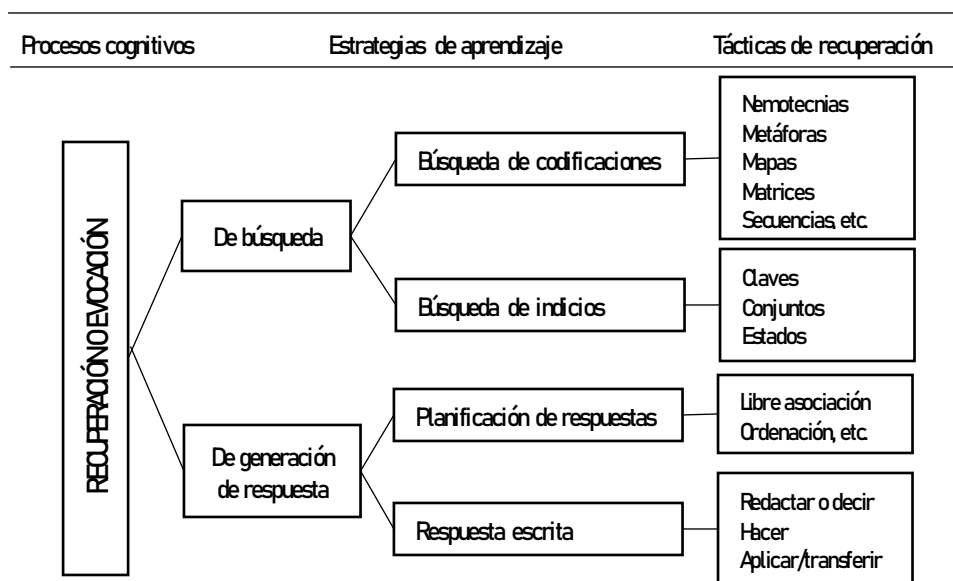 Procesos cognitivos
Estrategias de aprendizaje
Tácticas de recuperación
RECUPERACIÓN O EVOCACIÓN
De búsqueda
Búsqueda de codificaciones
Nemotecnias
Metáforas
Mapas
Matrices
Secuencias, etc.
Búsqueda de indicios
Claves
Conjuntos
Estados
De generación
de respuesta
Planificación de respuestas
Libre asociación
Ordenación, etc.
Respuesta escrita
Redactar o decir
Hacer
Aplicar/transferir